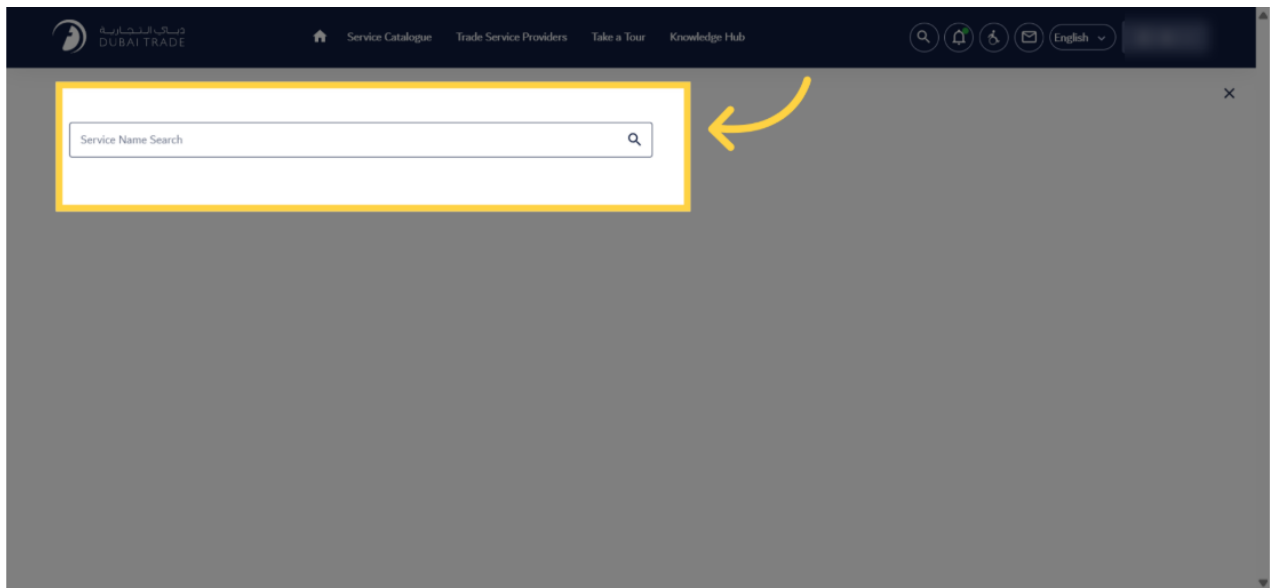 دبي التجارية
DUBAI TRADE
Service Catalogue
Trade Service Providers
Take a Tour
Knowledge Hub
English
Service Name Search